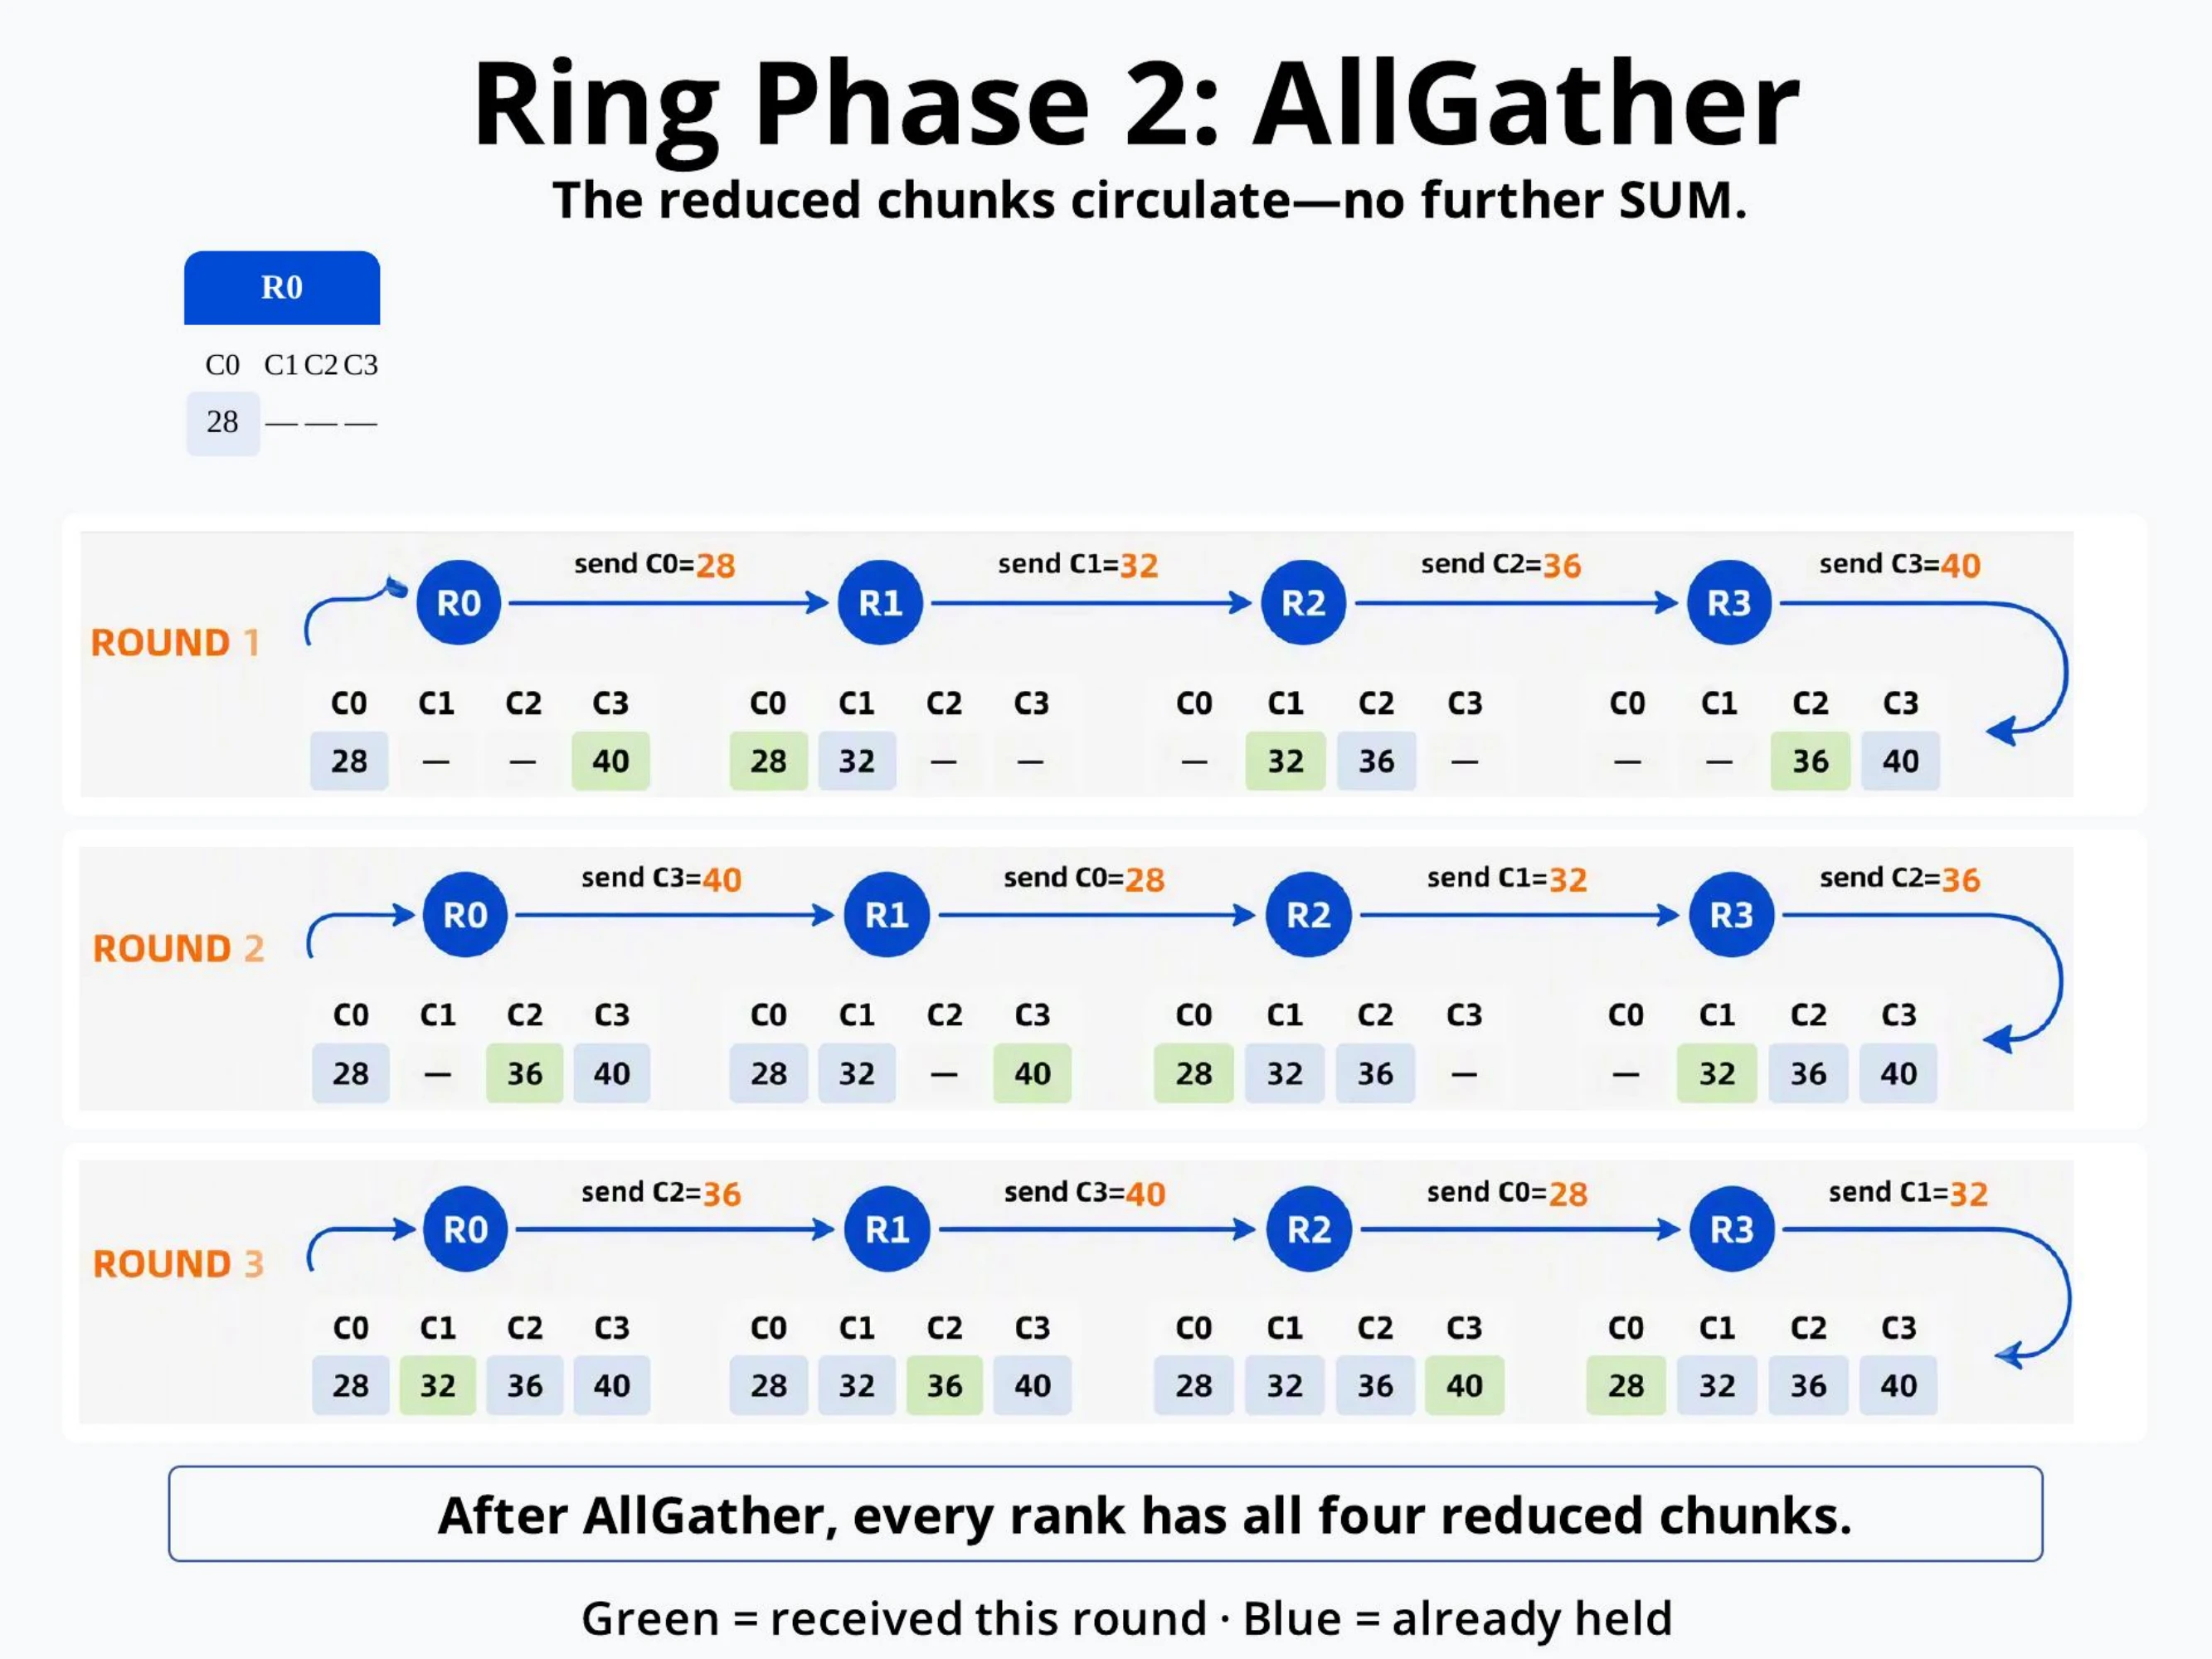 Ring Phase 2: AllGather
The reduced chunks circulate—no further SUM.
R0
C0 C1 C2 C3
28 — — —
send C0=28 send C1=32 send C2=36 send C3=40
R0 R1 R2 R3
ROUND 1
C0 C1 C2 C3 C0 C1 C2 C3 C0 C1 C2 C3 C0 C1 C2 C3
28 — — 40 28 32 — — — 32 36 — — — 36 40
send C3=40 send C0=28 send C1=32 send C2=36
R0 R1 R2 R3
ROUND 2
C0 C1 C2 C3 C0 C1 C2 C3 C0 C1 C2 C3 C0 C1 C2 C3
28 — 36 40 28 32 — 40 28 32 36 — — 32 36 40
send C2=36 send C3=40 send C0=28 send C1=32
R0 R1 R2 R3
ROUND 3
C0 C1 C2 C3 C0 C1 C2 C3 C0 C1 C2 C3 C0 C1 C2 C3
28 32 36 40 28 32 36 40 28 32 36 40 28 32 36 40
After AllGather, every rank has all four reduced chunks.
Green = received this round · Blue = already held